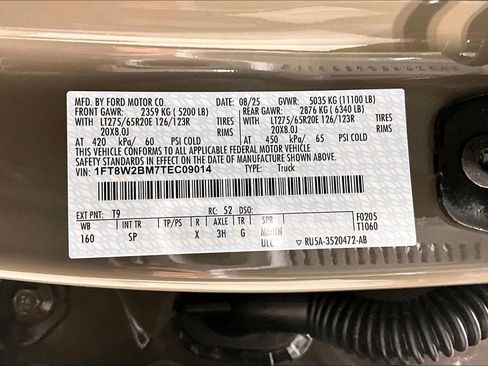 MFD. BY FORD MOTOR CO. 08/25 GVWR: 5035 KG (11100 LB)
FRONT GAWR: 2359 KG (5200 LB) REAR GAWR: 2876 KG (6340 LB)
WITH LT275/65R20E 126/123R TIRES WITH LT275/65R20E 126/123R TIRES
20X8.0J RIMS 20X8.0J RIMS
AT 420 kPa/ 60 PSI COLD AT 450 kPa/ 65 PSI COLD
THIS VEHICLE CONFORMS TO ALL APPLICABLE FEDERAL MOTOR VEHICLE
SAFETY STANDARDS IN EFFECT ON THE DATE OF MANUFACTURE SHOWN ABOVE.
VIN: 1FT8W2BM7TEC09014 TYPE: Truck
EXT PNT: T9 RC: 52 DSO: F0205
WB INT TR TP/PS R AXLE TR SPR T1060
160 SP X 3H G
ULC ▽ RU5A-3520472-AB